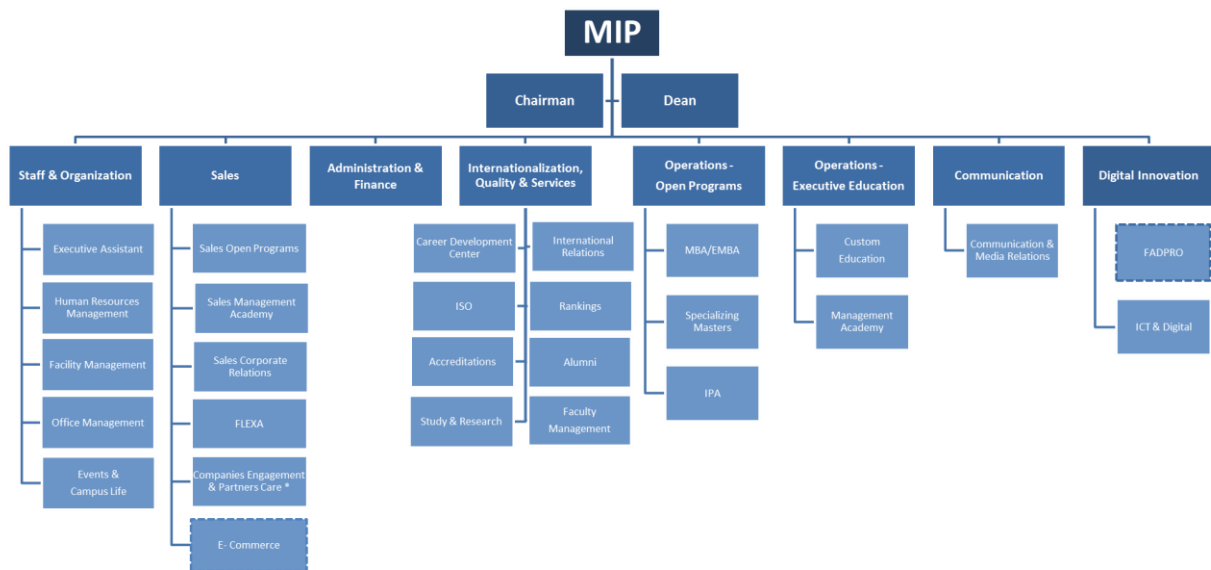 MIP
Chairman
Dean
Staff & Organization
Sales
Administration &
Finance
Internationalization,
Quality & Services
Operations -
Open Programs
Operations -
Executive Education
Communication
Digital Innovation
Executive Assistant
Human Resources
Management
Facility Management
Office Management
Events &
Campus Life
Sales Open Programs
Sales Management
Academy
Sales Corporate
Relations
FLEXA
Companies Engagement
& Partners Care *
E- Commerce
Career Development
Center
International
Relations
ISO
Rankings
Accreditations
Alumni
Study & Research
Faculty
Management
MBA/EMBA
Specializing
Masters
IPA
Custom
Education
Management
Academy
Communication &
Media Relations
FADPRO
ICT & Digital